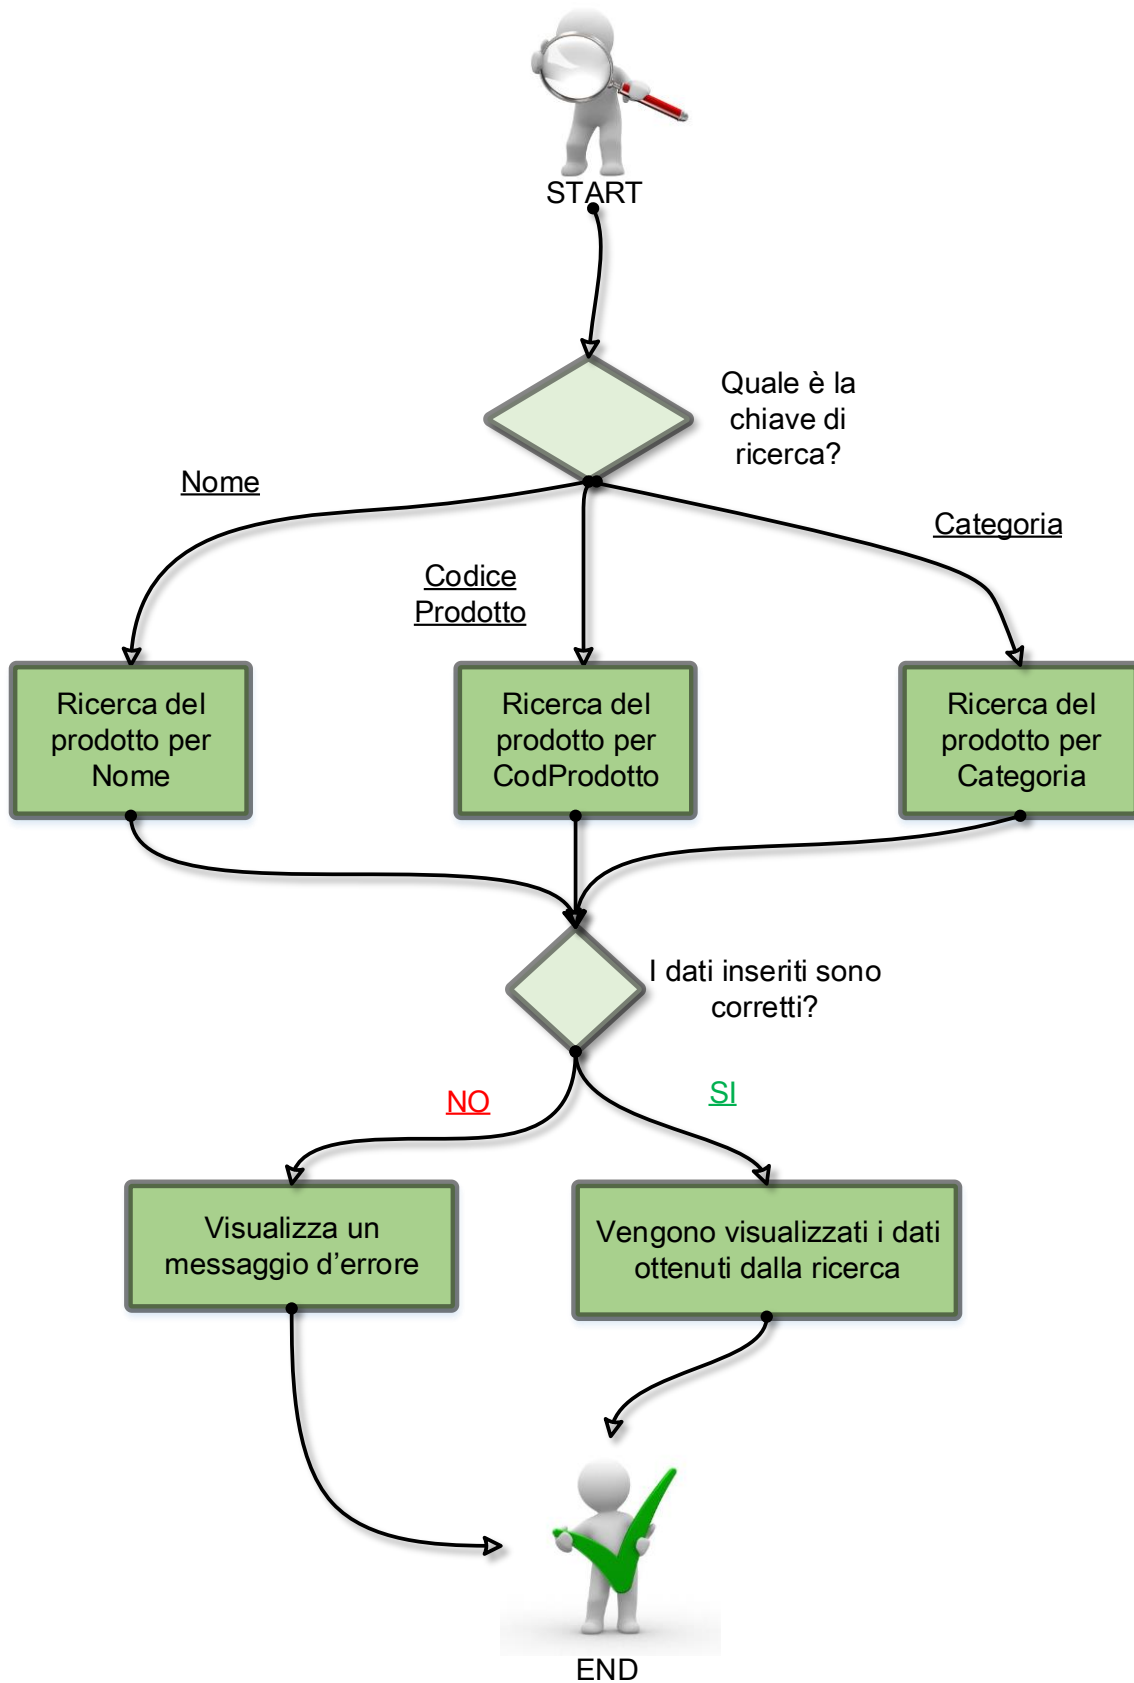 START
Quale è la
chiave di
ricerca?
Nome
Categoria
Codice
Prodotto
Ricerca del
prodotto per
Nome
Ricerca del
prodotto per
CodProdotto
Ricerca del
prodotto per
Categoria
I dati inseriti sono
corretti?
NO
SI
Visualizza un
messaggio d’errore
Vengono visualizzati i dati
ottenuti dalla ricerca
END